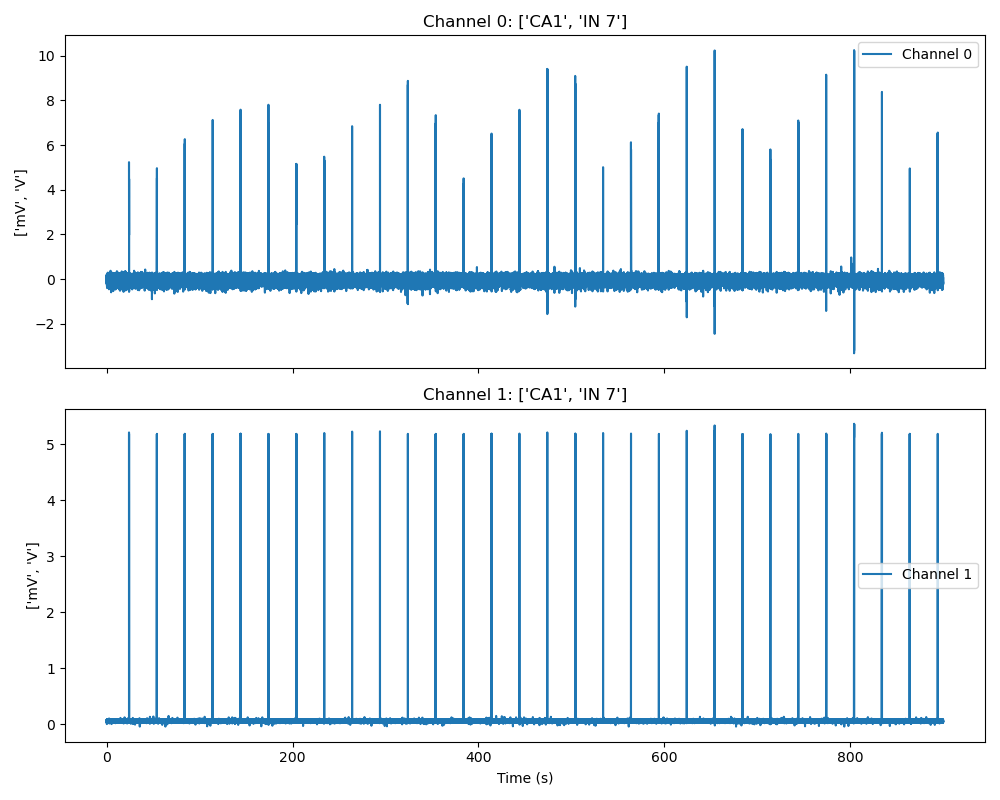 Channel 0: ['CA1', 'IN 7']
10
8
6
4
2
0
−2
['mV', 'V']
Channel 0
Channel 1: ['CA1', 'IN 7']
5
4
3
2
1
0
['mV', 'V']
Channel 1
0 200 400 600 800
Time (s)